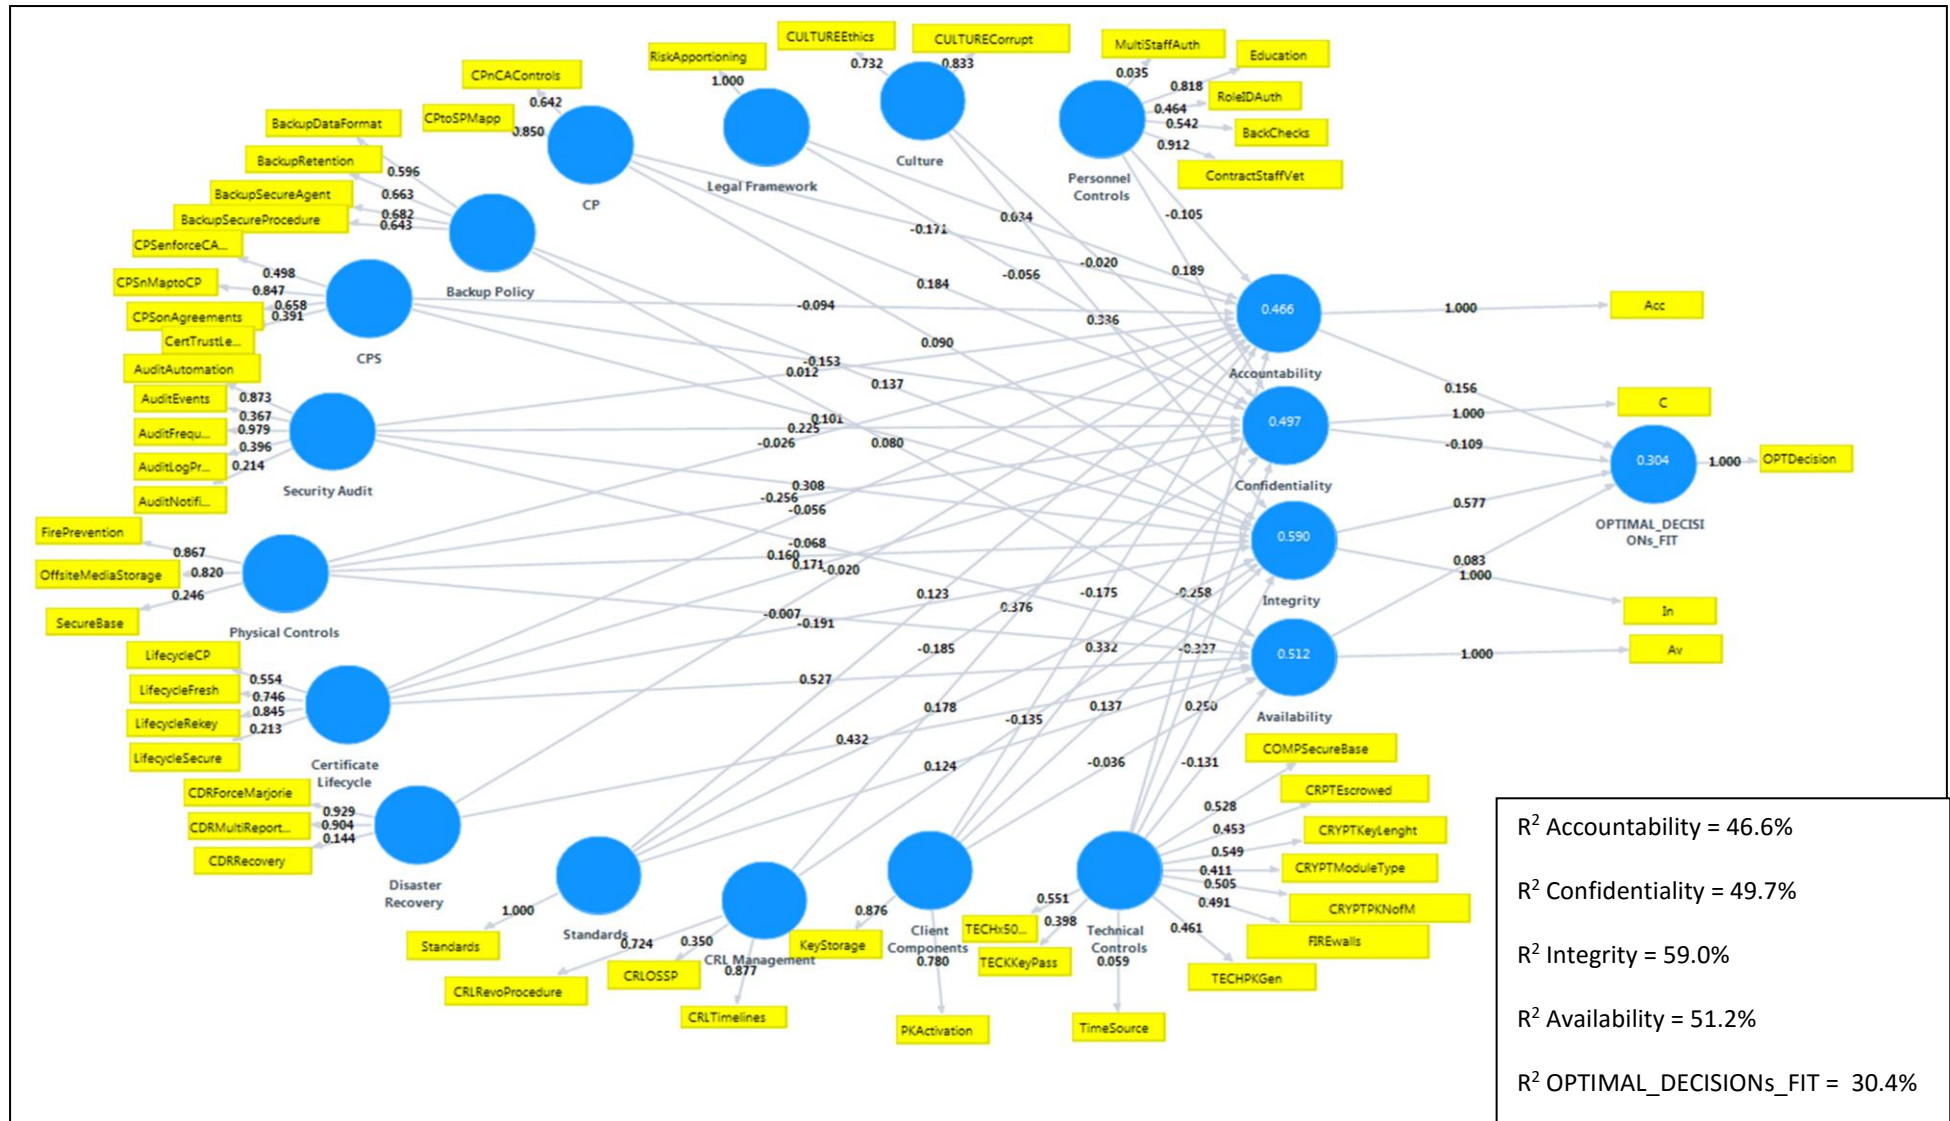 CULTUREEthics
CULTURECorrupt
MultiStaffAuth
RiskApportioning
0.732
0.833
Education
CPnCAControls
1.000
0.035
0.818
RoleIDAuth
0.642
0.464
CPtoSPMapp
0.850
0.542
BackChecks
BackupDataFormat
0.912
BackupRetention
Culture
ContractStaffVet
0.596
Legal Framework
Personnel
Controls
BackupSecureAgent
0.663
CP
BackupSecureProcedure
0.682
0.643
0.034
-0.105
CPSenforceCA...
-0.171
-0.020
0.189
CPSnMaptoCP
0.498
-0.056
0.847
0.184
Backup Policy
CPSonAgreements
0.658
0.391
-0.094
0.466
1.000
Acc
CertTrustLe...
CPS
0.090
0.336
AuditAutomation
-0.153
0.012
0.137
Accountability
0.156
AuditEvents
0.873
C
0.367
0.497
1.000
AuditFrequ...
0.979
0.101
0.225
0.396
-0.026
0.080
-0.109
AuditLogPr...
0.214
0.304
1.000
OPTDecision
Security Audit
Confidentiality
AuditNotifi...
0.308
-0.256
-0.056
0.577
FirePrevention
OPTIMAL_DECISI
ONs_FIT
0.590
0.867
-0.068
0.160
0.171
-0.020
0.083
1.000
OffsiteMediaStorage
0.820
0.246
0.123
-0.175
-0.258
Integrity
0.376
In
SecureBase
-0.007
-0.191
Physical Controls
LifecycleCP
-0.185
0.332
-0.327
0.512
1.000
Av
0.554
0.527
LifecycleFresh
0.746
0.845
0.178
-0.135
0.137
0.250
LifecycleRekey
0.213
Availability
LifecycleSecure
0.432
Certificate
Lifecycle
0.124
-0.036
-0.131
COMPSecureBase
CDRForceMarjorie
CRPTEscrowed
0.929
0.528
CDRMultiReport...
0.904
0.453
CRYPTKeyLenght
0.144
0.549
CDRRecovery
0.411
CRYPTModuleType
Disaster
Recovery
0.505
0.551
0.491
CRYPTPKNofM
1.000
0.876
0.398
0.461
Standards
Standards
0.724
0.350
KeyStorage
Client
Components
TECHx50...
Technical
Controls
FIREwalls
CRL Management
0.877
0.780
TECKKeyPass
0.059
CRLOSSP
TECHPKGen
CRLRevoProcedure
CRLTimelines
PKActivation
TimeSource
R² Accountability = 46.6%
R² Confidentiality = 49.7%
R² Integrity = 59.0%
R² Availability = 51.2%
R² OPTIMAL_DECISIONs_FIT = 30.4%